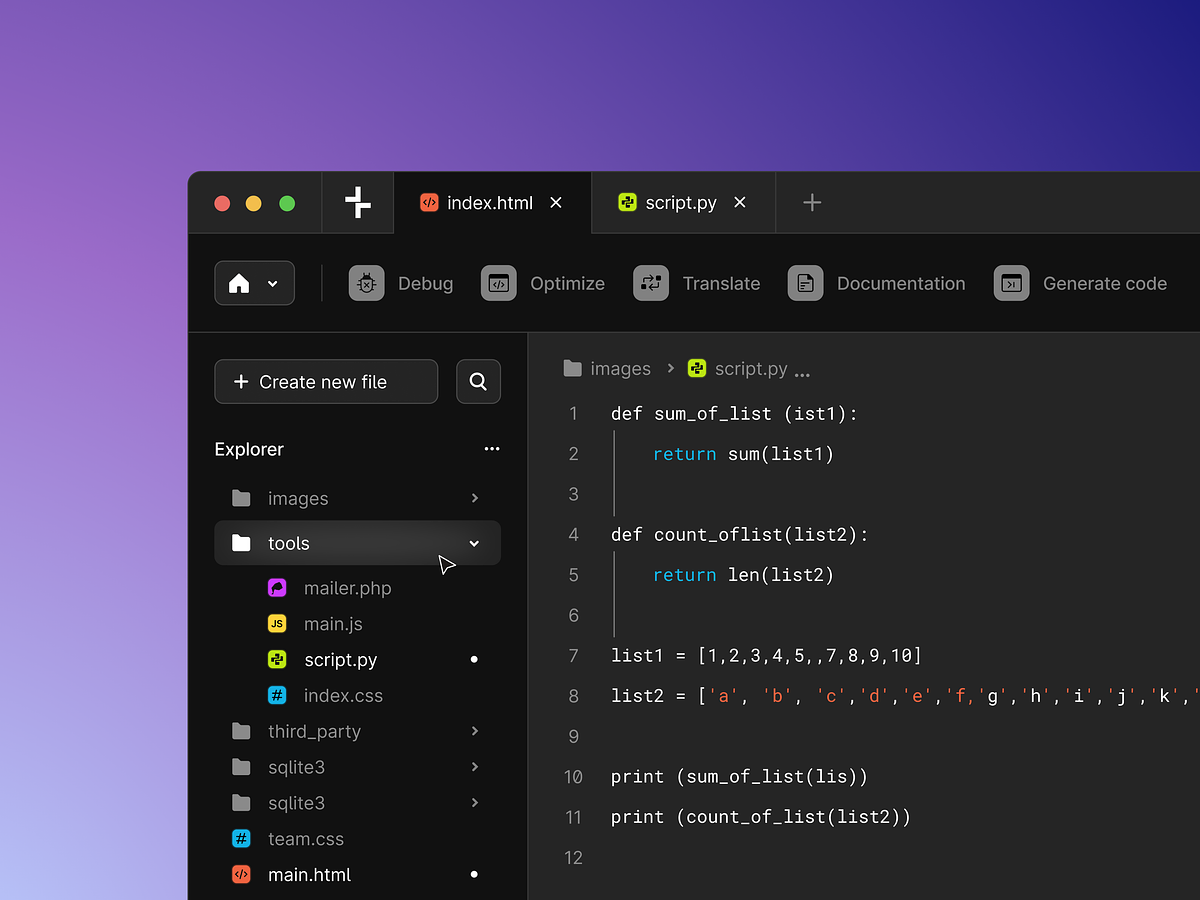 index.html
script.py
Debug
Optimize
Translate
Documentation
Generate code
Create new file
Explorer
images
tools
mailer.php
JS main.js
script.py
# index.css
third_party
sqlite3
sqlite3
# team.css
</> main.html
images > script.py ...
1 def sum_of_list (ist1):
2 return sum(list1)
3
4 def count_oflist(list2):
5 return len(list2)
6
7 list1 = [1,2,3,4,5,,7,8,9,10]
8 list2 = ['a', 'b', 'c','d','e','f,'g','h','i','j','k','
9
10 print (sum_of_list(lis))
11 print (count_of_list(list2))
12